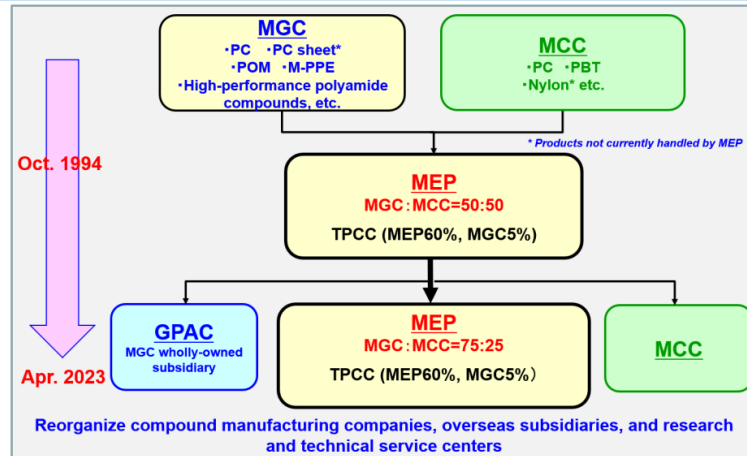 MGC
・PC ・PC sheet*
・POM ・M-PPE
・High-performance polyamide
compounds, etc.
MCC
・PC ・PBT
・Nylon* etc.
* Products not currently handled by MEP
Oct. 1994
MEP
MGC:MCC=50:50
TPCC (MEP60%, MGC5%)
GPAC
MGC wholly-owned
subsidiary
MEP
MGC:MCC=75:25
TPCC (MEP60%, MGC5%)
MCC
Apr. 2023
Reorganize compound manufacturing companies, overseas subsidiaries, and research
and technical service centers